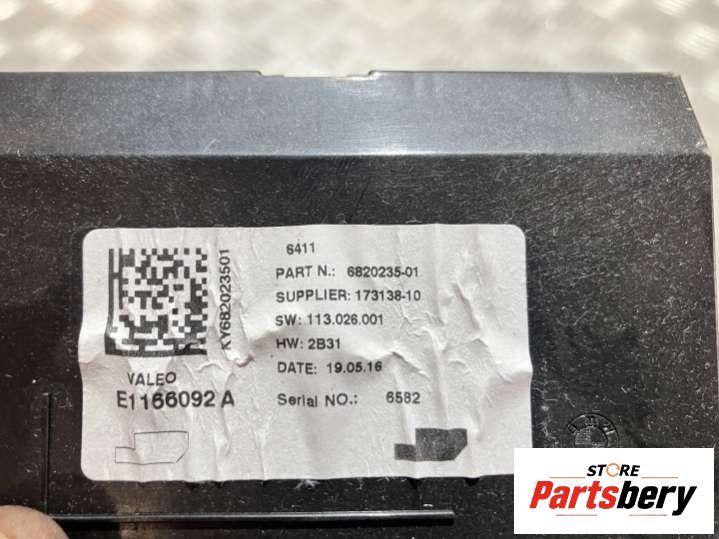 6411
PART N.: 6820235-01
SUPPLIER: 173138-10
SW: 113.026.001
HW: 2B31
DATE: 19.05.16
Serial NO.: 6582
KY682023501
VALEO
E1166092 A
BMW
STORE
Partsbery